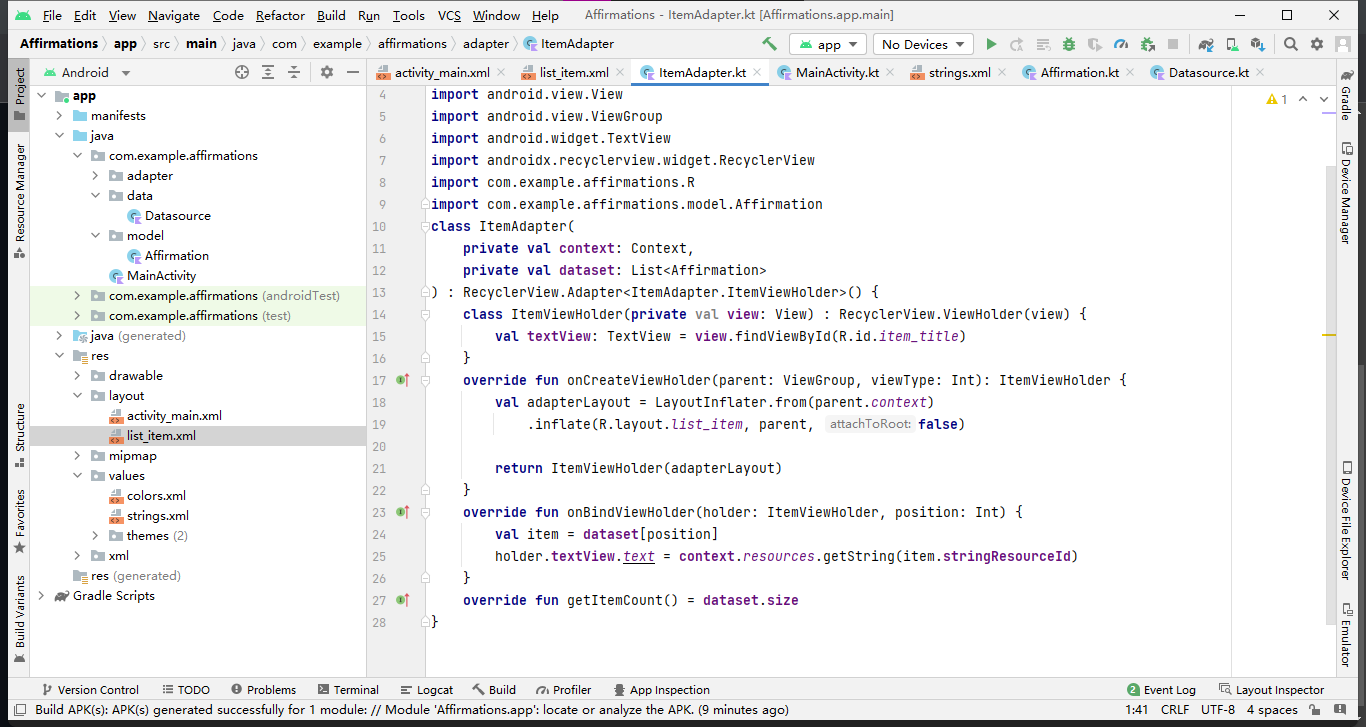 File Edit View Navigate Code Refactor Build Run Tools VCS Window Help Affirmations - ItemAdapter.kt [Affirmations.app.main]
Affirmations app src main java com example affirmations adapter ItemAdapter app No Devices
Project
Resource Manager
Structure
Favorites
Build Variants
Android
app
manifests
java
com.example.affirmations
adapter
data
Datasource
model
Affirmation
MainActivity
com.example.affirmations (androidTest)
com.example.affirmations (test)
java (generated)
res
drawable
layout
activity_main.xml
list_item.xml
mipmap
values
colors.xml
strings.xml
themes (2)
xml
res (generated)
Gradle Scripts
activity_main.xml list_item.xml ItemAdapter.kt MainActivity.kt strings.xml Affirmation.kt Datasource.kt
1
4 import android.view.View
5 import android.view.ViewGroup
6 import android.widget.TextView
7 import androidx.recyclerview.widget.RecyclerView
8 import com.example.affirmations.R
9 import com.example.affirmations.model.Affirmation
10 class ItemAdapter(
11 private val context: Context,
12 private val dataset: List<Affirmation>
13 ) : RecyclerView.Adapter<ItemAdapter.ItemViewHolder>() {
14 class ItemViewHolder(private val view: View) : RecyclerView.ViewHolder(view) {
15 val textView: TextView = view.findViewById(R.id.item_title)
16 }
17 override fun onCreateViewHolder(parent: ViewGroup, viewType: Int): ItemViewHolder {
18 val adapterLayout = LayoutInflater.from(parent.context)
19 .inflate(R.layout.list_item, parent, attachToRoot: false)
20
21 return ItemViewHolder(adapterLayout)
22 }
23 override fun onBindViewHolder(holder: ItemViewHolder, position: Int) {
24 val item = dataset[position]
25 holder.textView.text = context.resources.getString(item.stringResourceId)
26 }
27 override fun getItemCount() = dataset.size
28 }
Gradle
Device Manager
Device File Explorer
Emulator
Version Control TODO Problems Terminal Logcat Build Profiler App Inspection 2 Event Log Layout Inspector
Build APK(s): APK(s) generated successfully for 1 module: // Module 'Affirmations.app': locate or analyze the APK. (9 minutes ago) 1:41 CRLF UTF-8 4 spaces